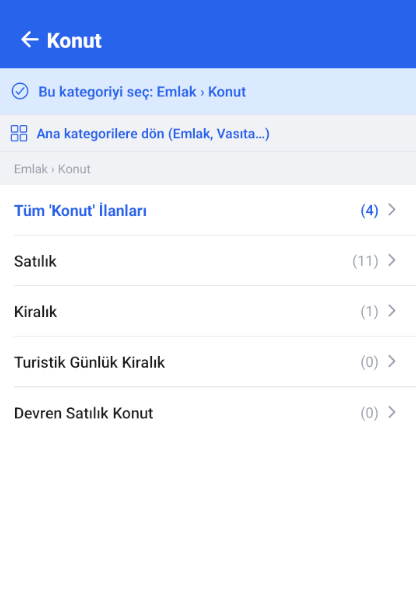 Konut
Bu kategoriyi seç: Emlak › Konut
Ana kategorilere dön (Emlak, Vasıta…)
Emlak › Konut
Tüm 'Konut' İlanları (4)
Satılık (11)
Kiralık (1)
Turistik Günlük Kiralık (0)
Devren Satılık Konut (0)